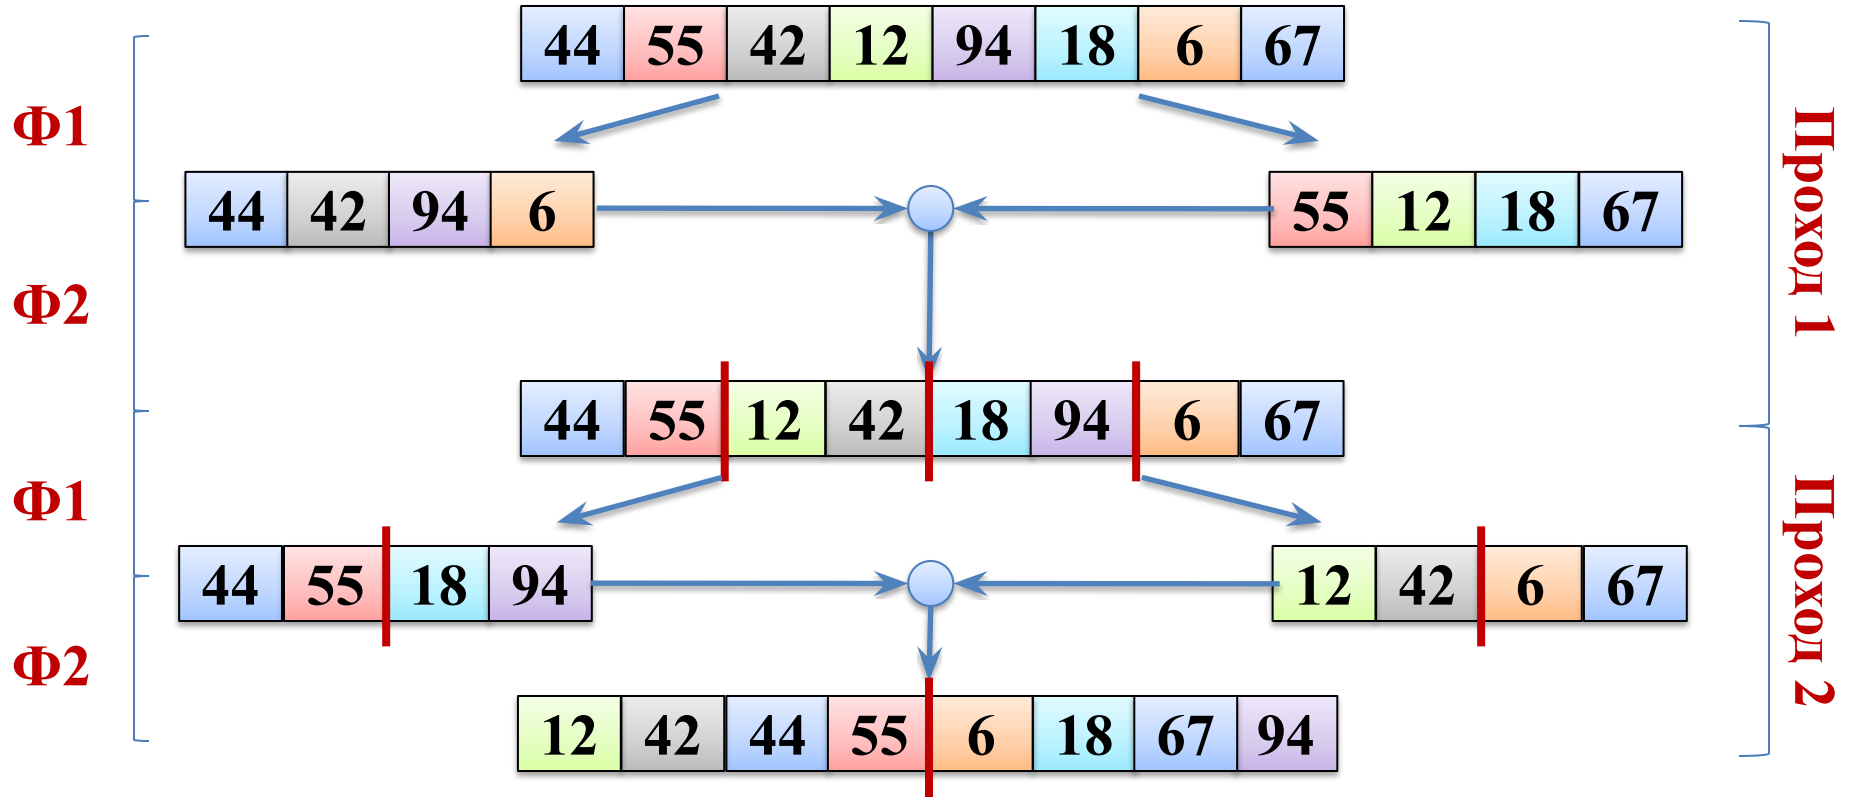 44 55 42 12 94 18 6 67
Ф1
44 42 94 6
55 12 18 67
Проход 1
Ф2
44 55 12 42 18 94 6 67
Ф1
44 55 18 94
12 42 6 67
Проход 2
Ф2
12 42 44 55 6 18 67 94